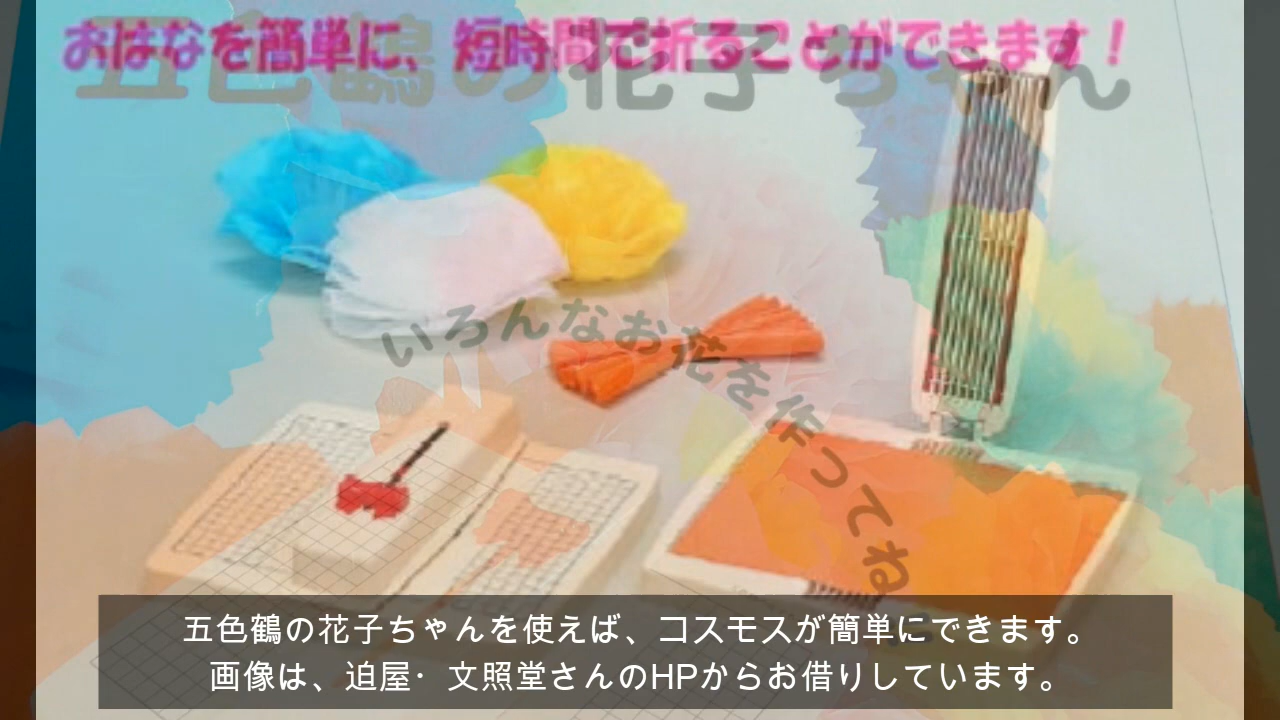 おはなを簡単に、短時間で折ることができます！
五色鶴の花子ちゃん
いろんなお花を作ってね
五色鶴の花子ちゃんを使えば、コスモスが簡単にできます。
画像は、迫屋・文照堂さんのHPからお借りしています。